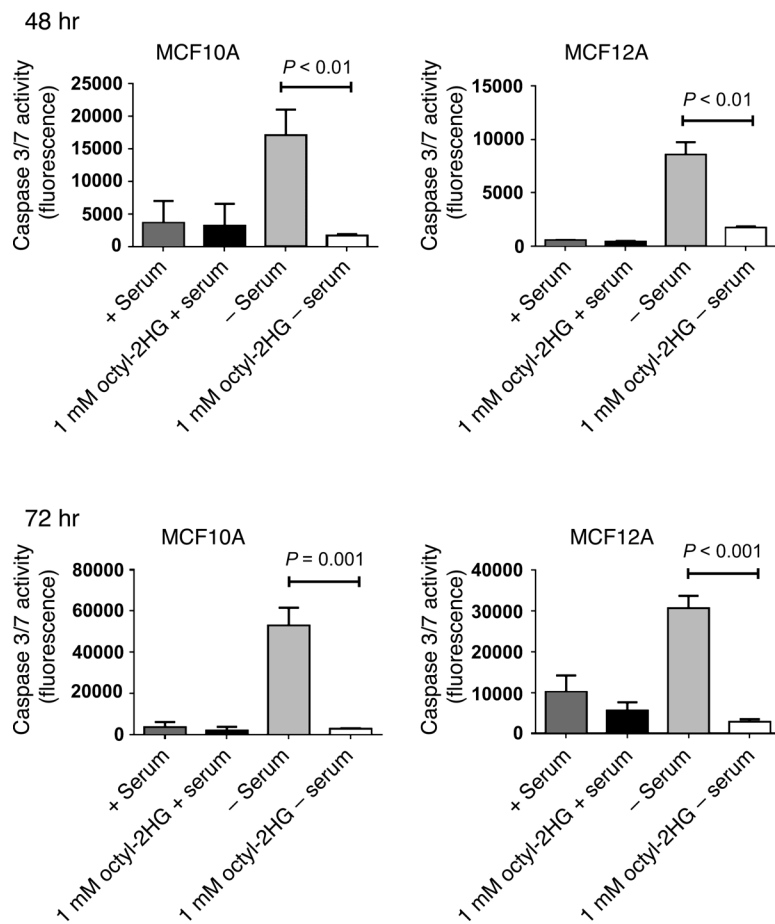 48 hr
MCF10A
P < 0.01
Caspase 3/7 activity
(fluorescence)
25000
20000
15000
10000
5000
0
+ Serum
1 mM octyl-2HG + serum
– Serum
1 mM octyl-2HG – serum
MCF12A
P < 0.01
Caspase 3/7 activity
(fluorescence)
15000
10000
5000
0
+ Serum
1 mM octyl-2HG + serum
– Serum
1 mM octyl-2HG – serum
72 hr
MCF10A
P = 0.001
Caspase 3/7 activity
(fluorescence)
80000
60000
40000
20000
0
+ Serum
1 mM octyl-2HG + serum
– Serum
1 mM octyl-2HG – serum
MCF12A
P < 0.001
Caspase 3/7 activity
(fluorescence)
40000
30000
20000
10000
0
+ Serum
1 mM octyl-2HG + serum
– Serum
1 mM octyl-2HG – serum